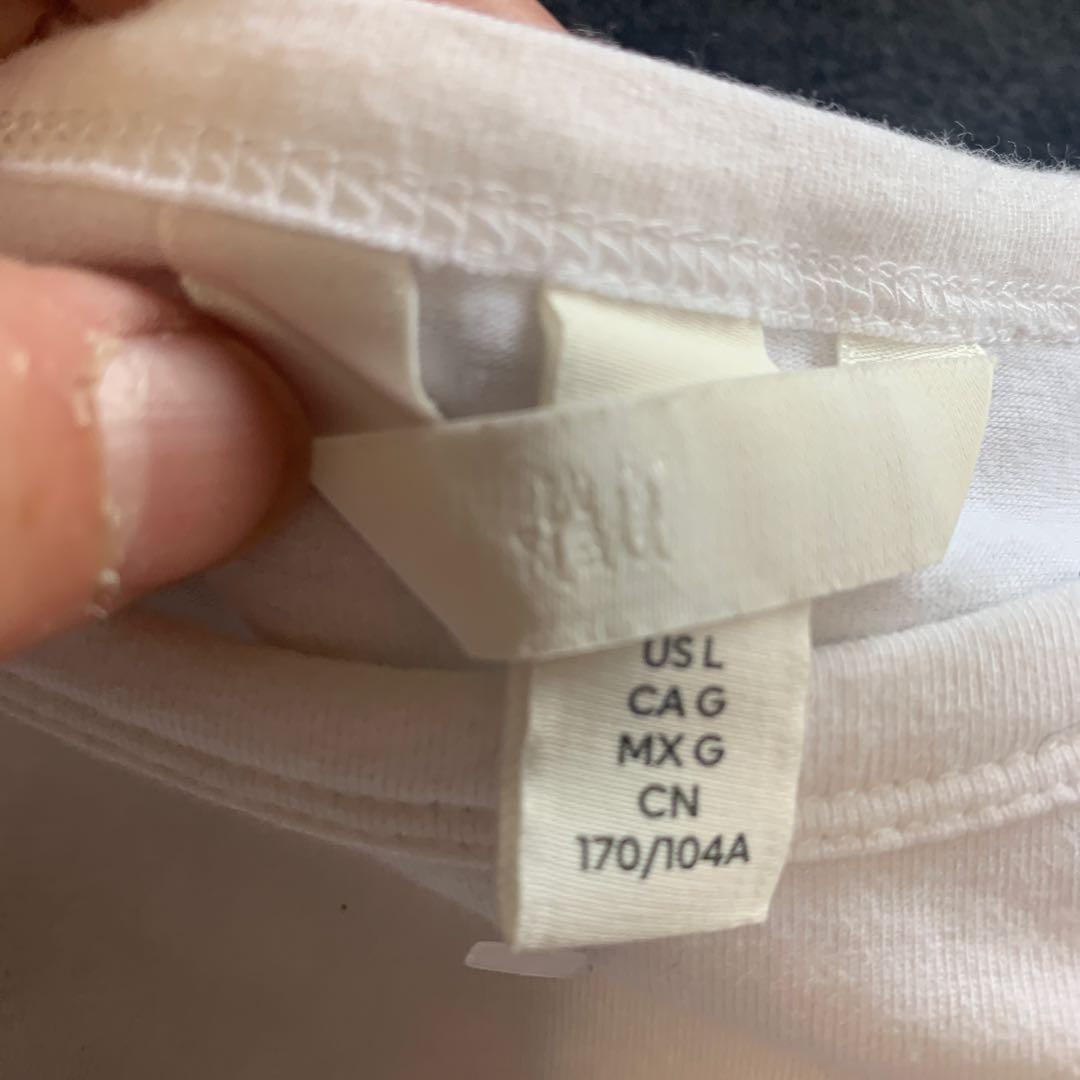 US L
CA G
MX G
CN
170/104A